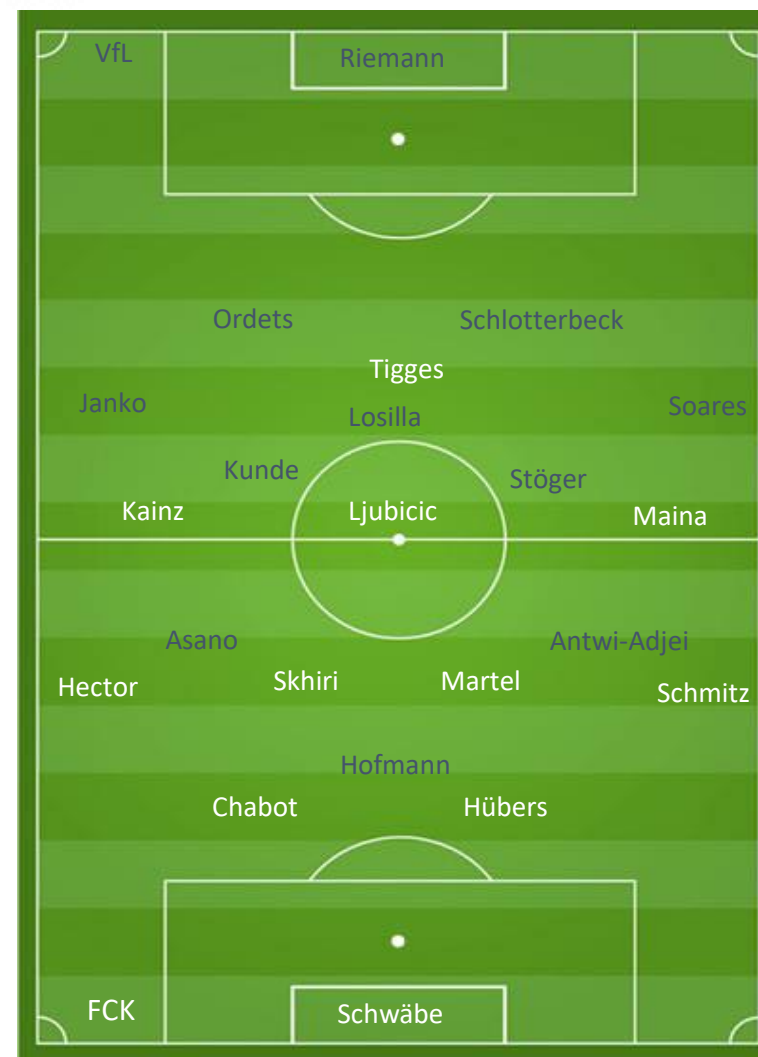 VfL
Riemann
Ordets
Schlotterbeck
Tigges
Janko
Losilla
Soares
Kunde
Stöger
Kainz
Ljubicic
Maina
Asano
Antwi-Adjei
Hector
Skhiri
Martel
Schmitz
Hofmann
Chabot
Hübers
FCK
Schwäbe